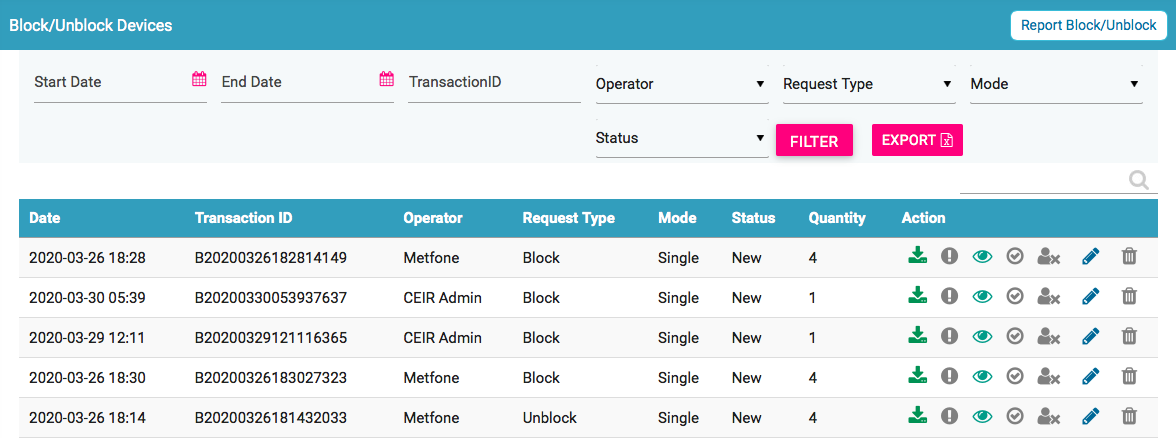 Block/Unblock Devices Report Block/Unblock
Start Date End Date TransactionID Operator Request Type Mode
Status FILTER EXPORT
Date Transaction ID Operator Request Type Mode Status Quantity Action
2020-03-26 18:28 B20200326182814149 Metfone Block Single New 4
2020-03-30 05:39 B20200330053937637 CEIR Admin Block Single New 1
2020-03-29 12:11 B20200329121116365 CEIR Admin Block Single New 1
2020-03-26 18:30 B20200326183027323 Metfone Block Single New 4
2020-03-26 18:14 B20200326181432033 Metfone Unblock Single New 4